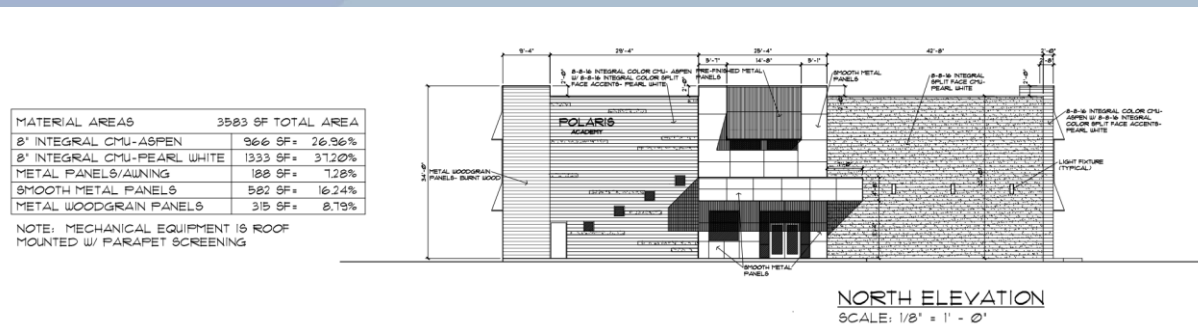 MATERIAL AREAS 3583 SF TOTAL AREA
8" INTEGRAL CMU-ASPEN 966 SF= 26.96%
8" INTEGRAL CMU-PEARL WHITE 1333 SF= 37.20%
METAL PANELS/AWNING 188 SF= 7.28%
SMOOTH METAL PANELS 582 SF= 16.24%
METAL WOODGRAIN PANELS 315 SF= 8.79%
NOTE: MECHANICAL EQUIPMENT IS ROOF
MOUNTED W/ PARAPET SCREENING
9'-4"
29'-4"
25'-4"
42'-8"
2'-0"
5'-7"
14'-8"
5'-1"
8-8-16 INTEGRAL COLOR CMU- ASPEN
W/ 8-8-16 INTEGRAL COLOR SPLIT
FACE ACCENTS- PEARL WHITE
PRE-FINISHED METAL
PANELS
SMOOTH METAL
PANELS
8-8-16 INTEGRAL
SPLIT FACE CMU-
PEARL WHITE
8-8-16 INTEGRAL COLOR CMU-
ASPEN W/ 8-8-16 INTEGRAL
COLOR SPLIT FACE ACCENTS-
PEARL WHITE
POLARIS
ACADEMY
LIGHT FIXTURE
(TYPICAL)
METAL WOODGRAIN
PANELS- BURNT WOOD
34'-0"
SMOOTH METAL
PANELS
NORTH ELEVATION
SCALE: 1/8" = 1' - 0"